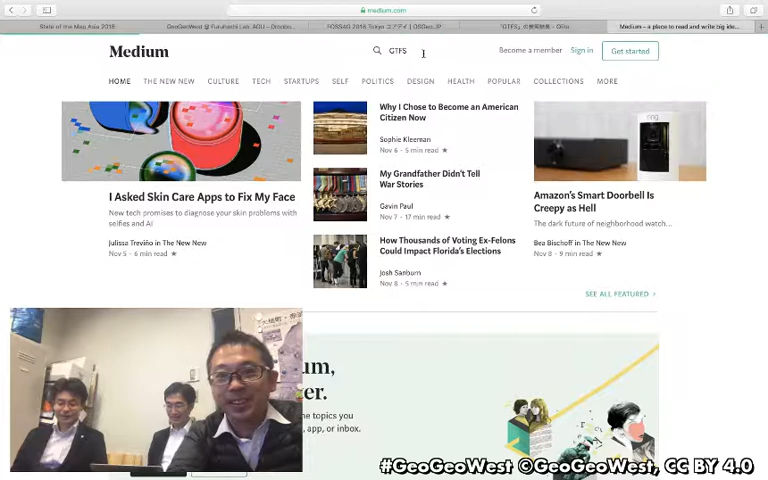 medium.com
State of the Map Asia 2018
FOSS4G 2018 Tokyo コアデイ | OSGeo.JP
Medium – a place to read and write big ide...
Medium
GTFS
Become a member
Sign in
Get started
HOME
THE NEW NEW
CULTURE
TECH
STARTUPS
SELF
POLITICS
DESIGN
HEALTH
POPULAR
COLLECTIONS
MORE
I Asked Skin Care Apps to Fix My Face
New tech promises to diagnose your skin problems with
selfies and AI
Julissa Treviño in The New New
Nov 5 · 6 min read ★
Why I Chose to Become an American
Citizen Now
Sophie Kleeman
Nov 6 · 5 min read ★
My Grandfather Didn't Tell
War Stories
Gavin Paul
Nov 7 · 17 min read ★
How Thousands of Voting Ex-Felons
Could Impact Florida's Elections
Josh Sanburn
Nov 8 · 5 min read ★
ring
Amazon's Smart Doorbell Is
Creepy as Hell
The dark future of neighborhood watch...
Bea Bischoff in The New New
Nov 8 · 9 min read ★
SEE ALL FEATURED >
um,
er.
he topics you
, app, or inbox.
#GeoGeoWest ©GeoGeoWest, CC BY 4.0